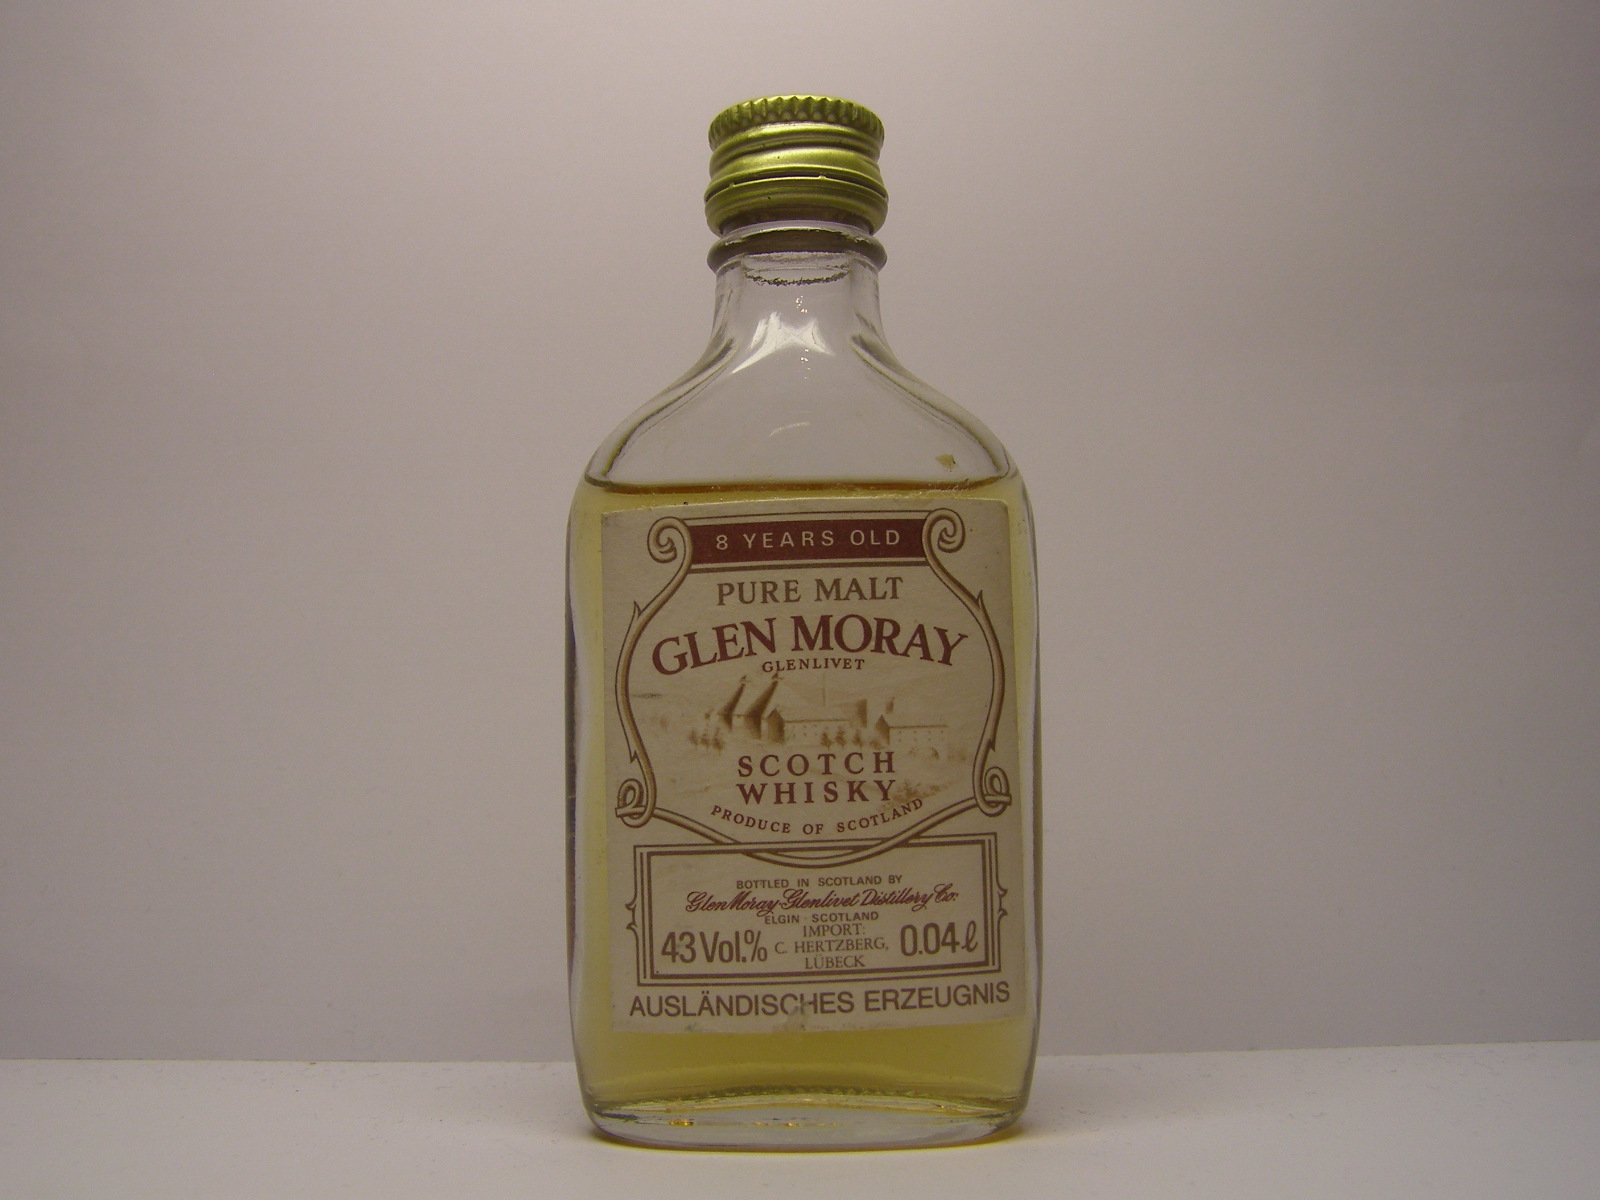 8 YEARS OLD
PURE MALT
GLEN MORAY
GLENLIVET
SCOTCH
WHISKY
PRODUCE OF SCOTLAND
BOTTLED IN SCOTLAND BY
Glen Moray-Glenlivet Distillery Co:
ELGIN · SCOTLAND
43 Vol.% IMPORT: C. HERTZBERG, LÜBECK 0.04 ℓ
AUSLÄNDISCHES ERZEUGNIS